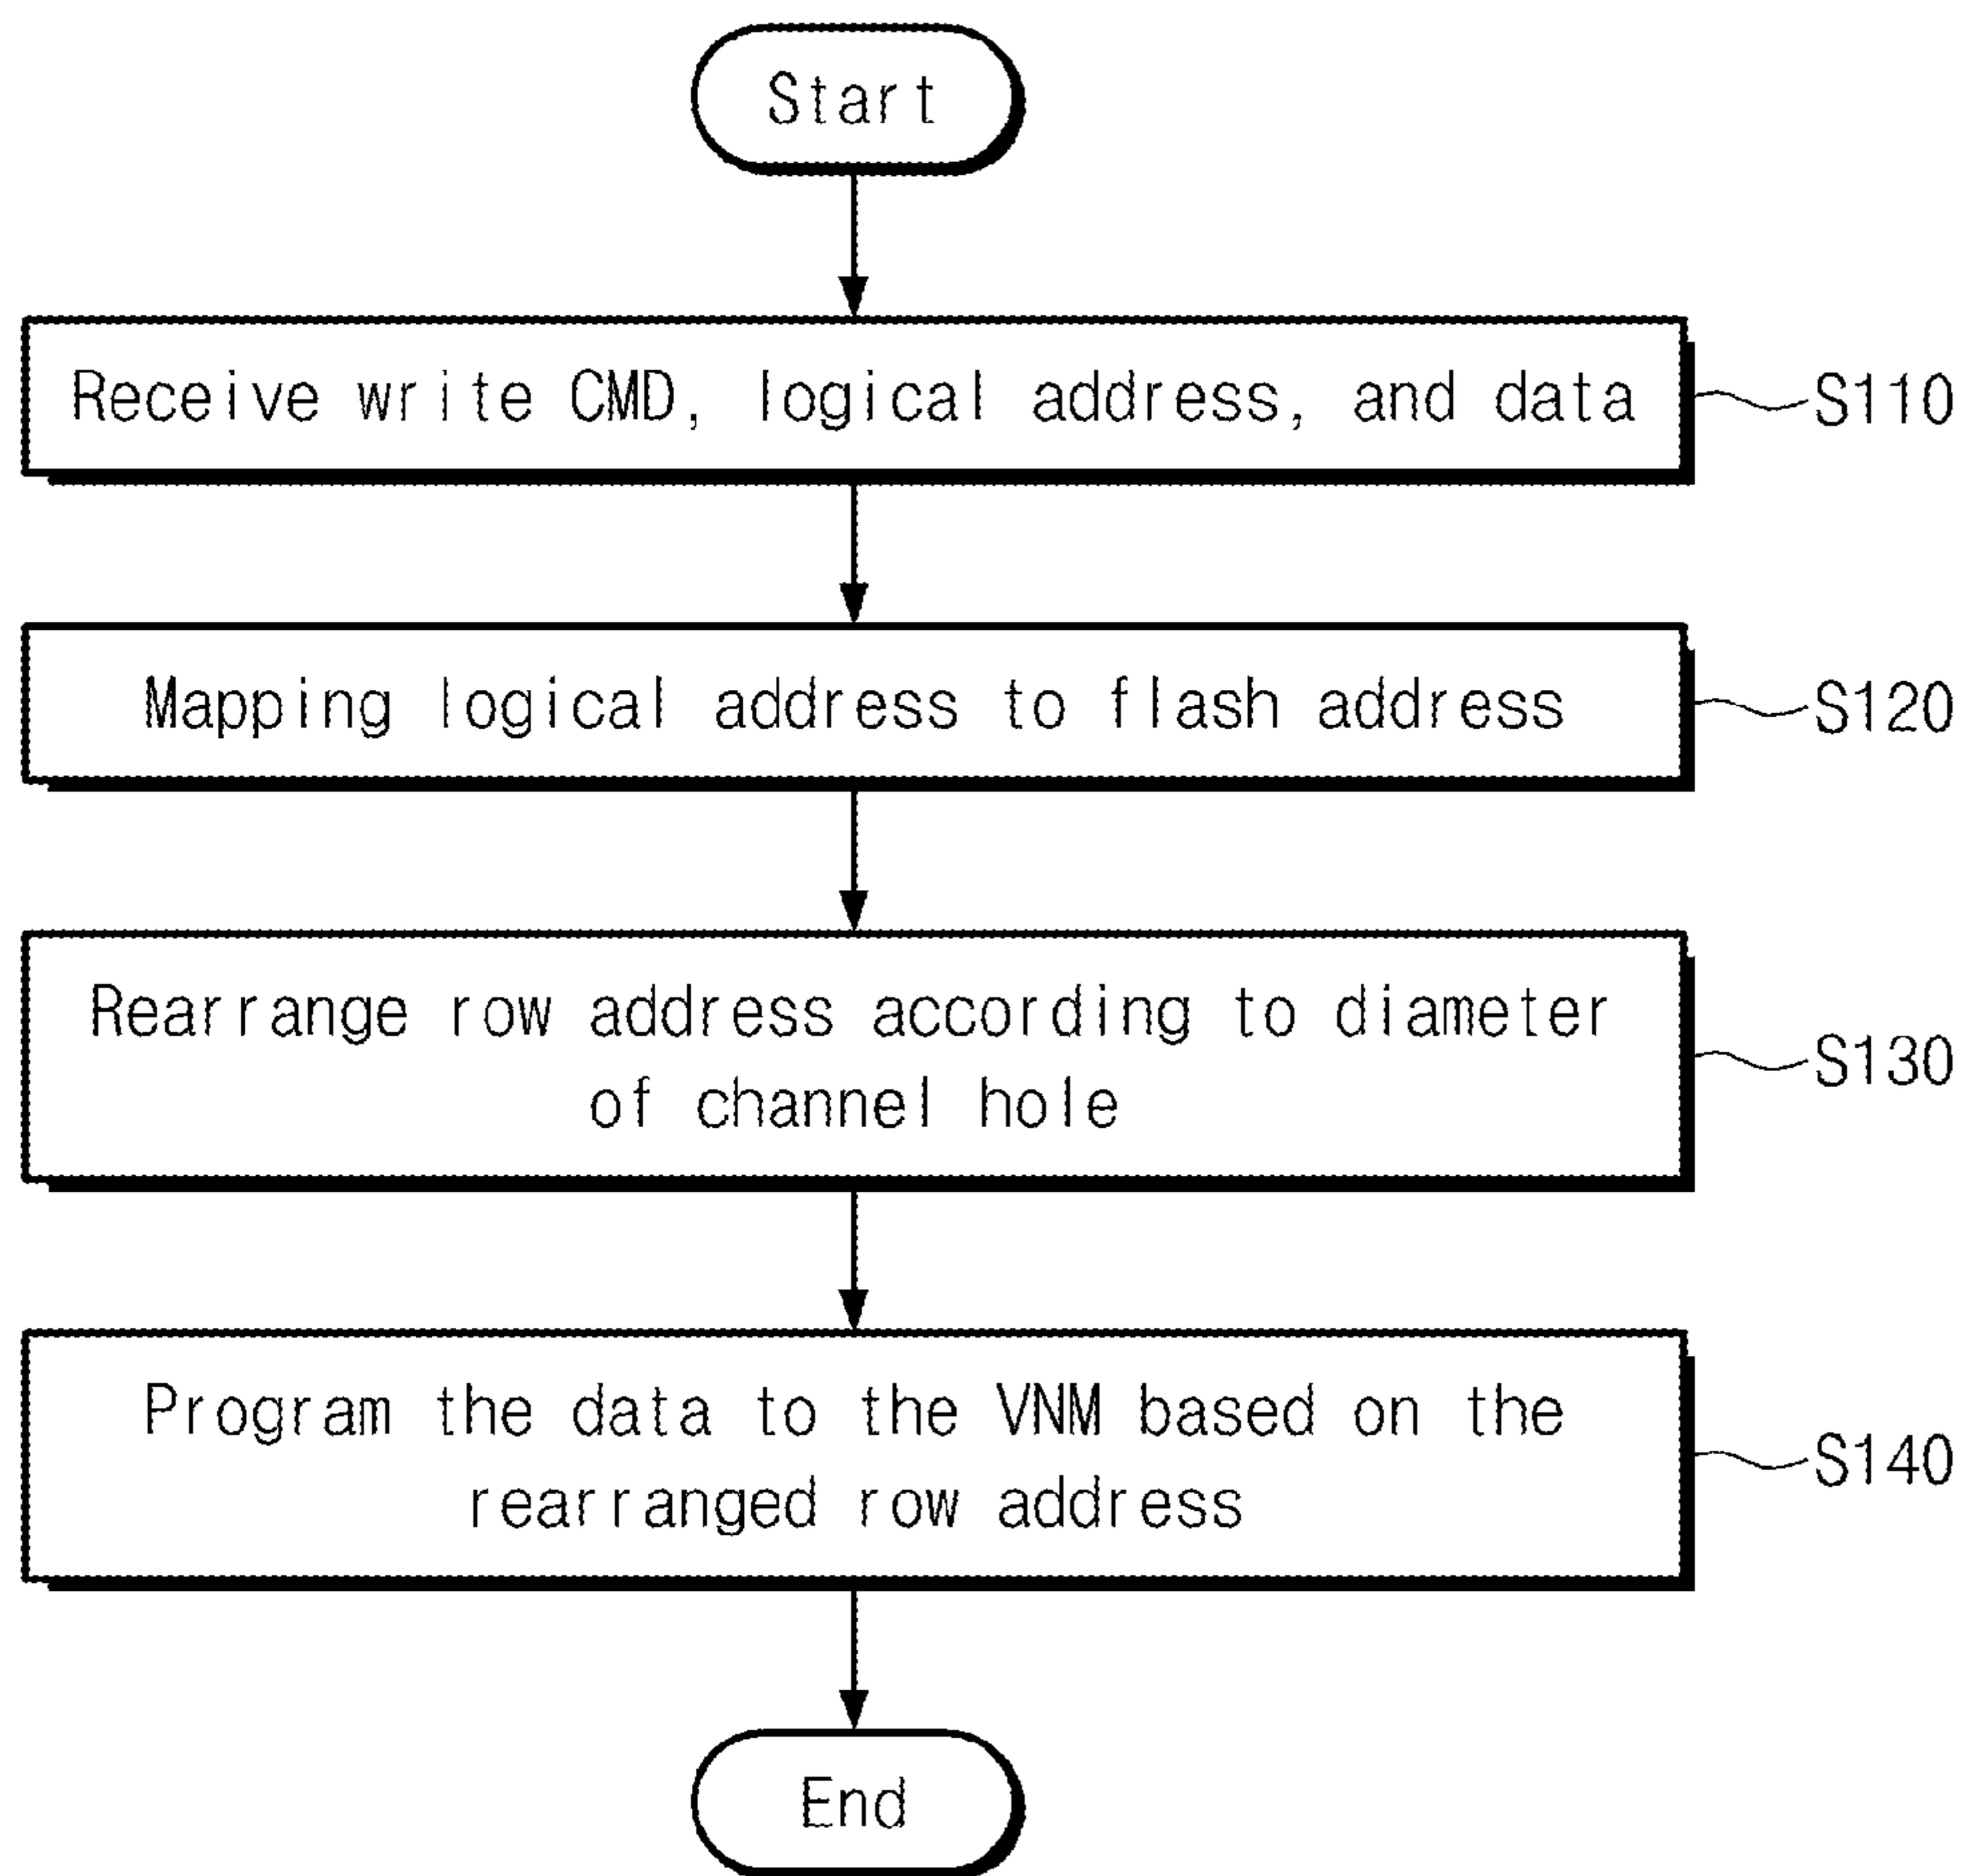 Start
Receive write CMD, logical address, and data
S110
Mapping logical address to flash address
S120
Rearrange row address according to diameter
of channel hole
S130
Program the data to the VNM based on the
rearranged row address
S140
End